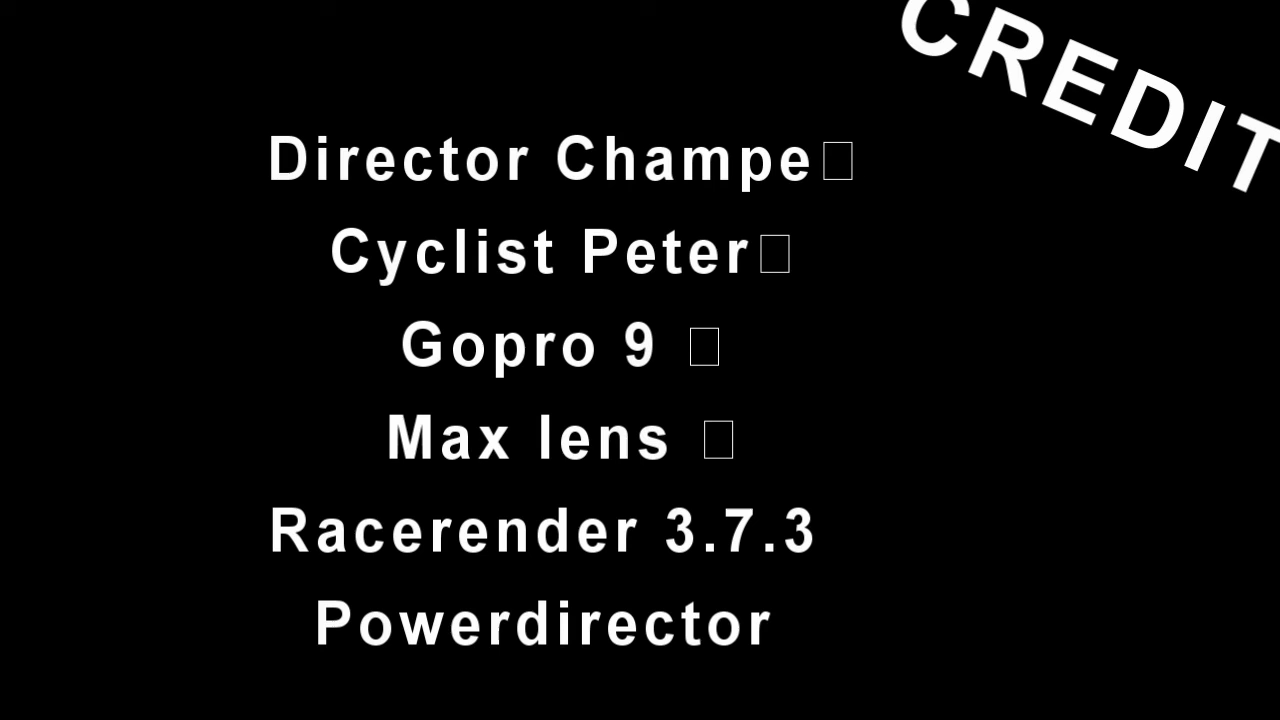 CREDIT
Director Champe▯
Cyclist Peter▯
Gopro 9 ▯
Max lens ▯
Racerender 3.7.3
Powerdirector